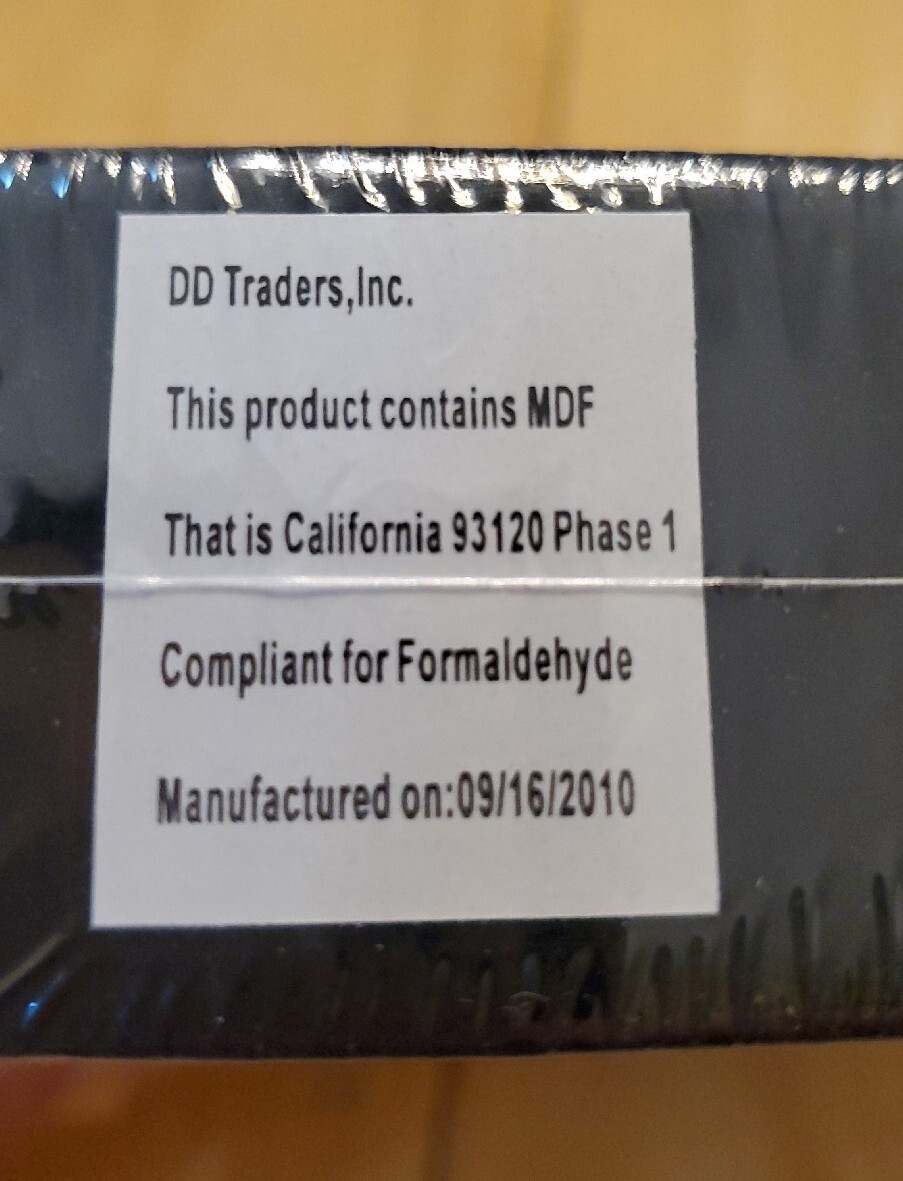 DD Traders,Inc.
This product contains MDF
That is California 93120 Phase 1
Compliant for Formaldehyde
Manufactured on:09/16/2010